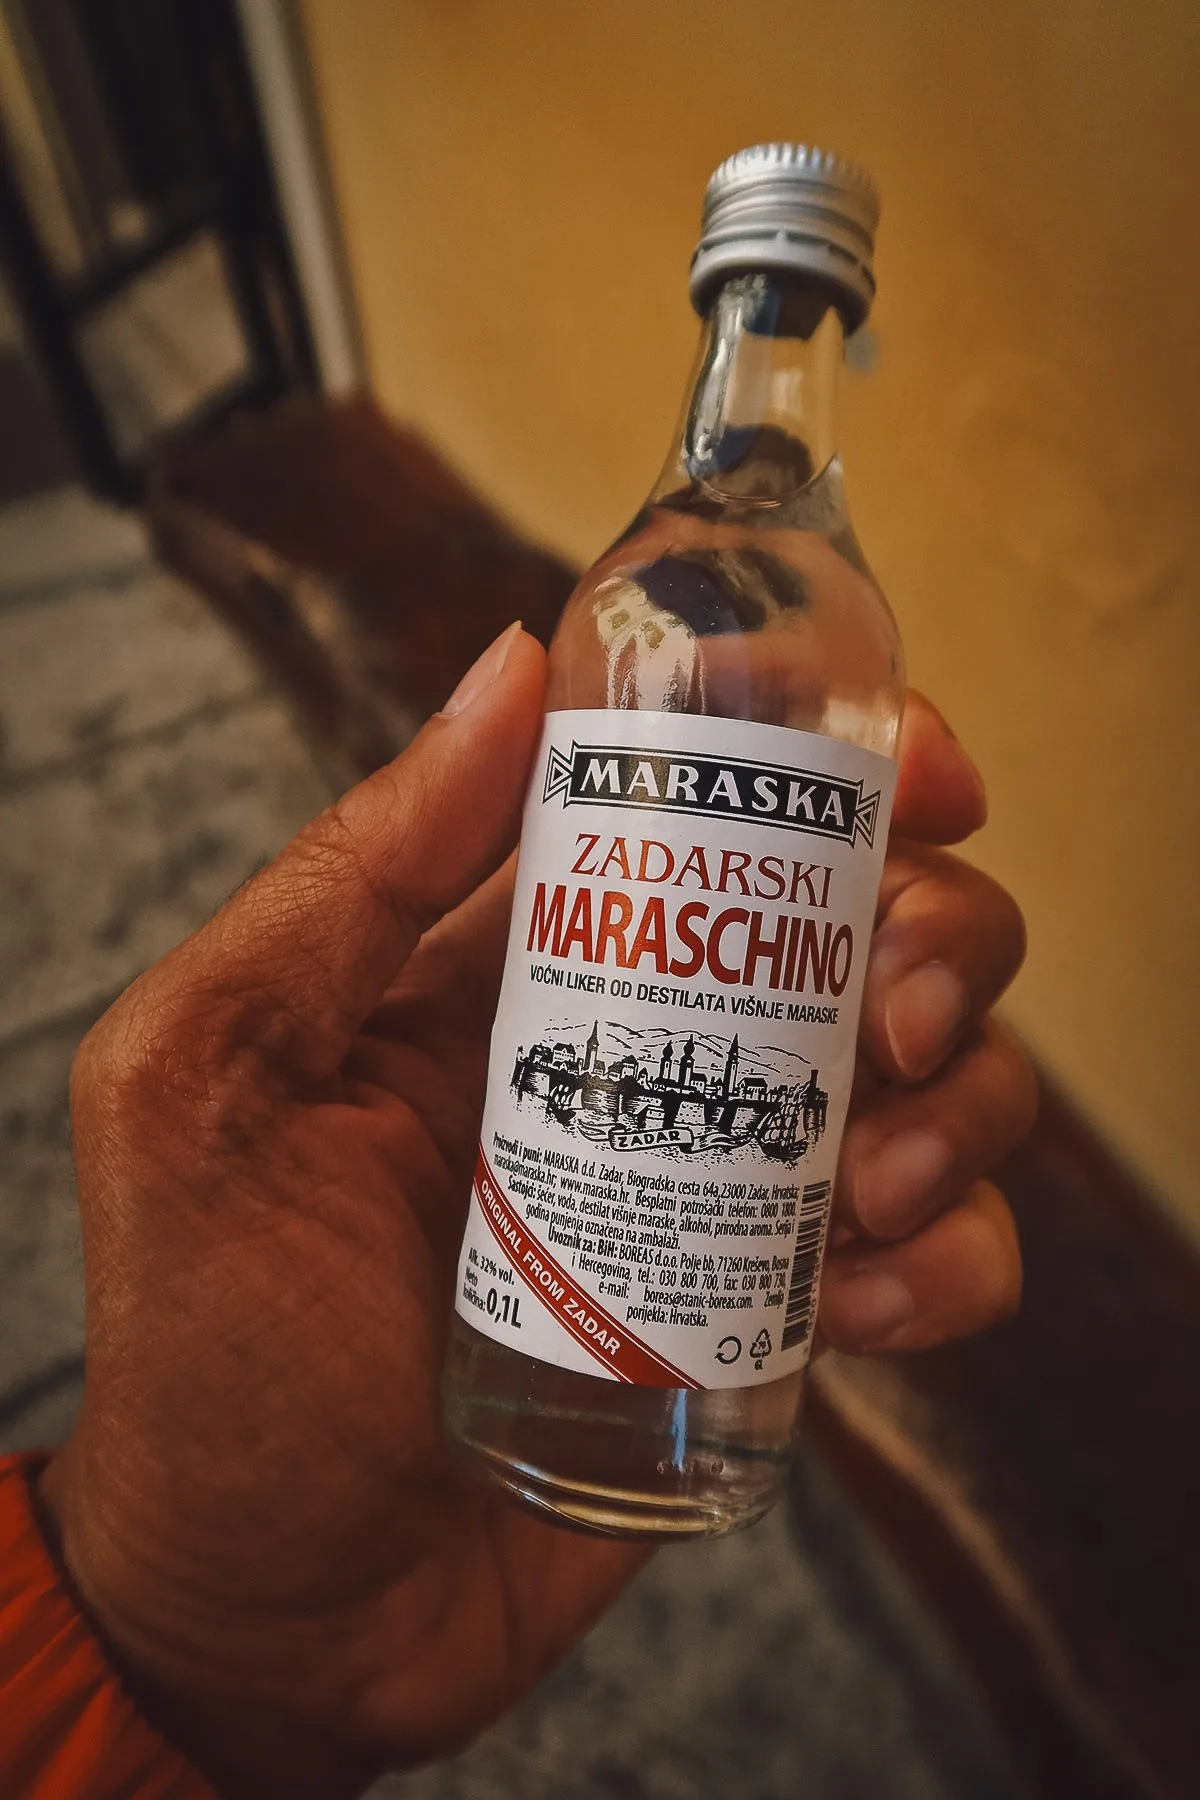 MARASKA
ZADARSKI
MARASCHINO
VOĆNI LIKER OD DESTILATA VIŠNJE MARASKE
ZADAR
Proizvodi i puni: MARASKA d.d. Zadar, Biogradska cesta 64a, 23000 Zadar, Hrvatska;
maraska@maraska.hr; www.maraska.hr. Besplatni potrošački telefon: 0800 1800.
Sastojci: šećer, voda, destilat višnje maraske, alkohol, prirodna aroma. Serija i
godina punjenja označena na ambalaži.
Uvoznik za: BiH: BOREAS d.o.o. Polje bb, 71260 Kreševo, Bosna
i Hercegovina, tel.: 030 800 700, fax: 030 800 730,
e-mail: boreas@stanic-boreas.com. Zemlja
porijekla: Hrvatska.
ORIGINAL FROM ZADAR
Alk. 32% vol.
Neto
količina: 0,1L